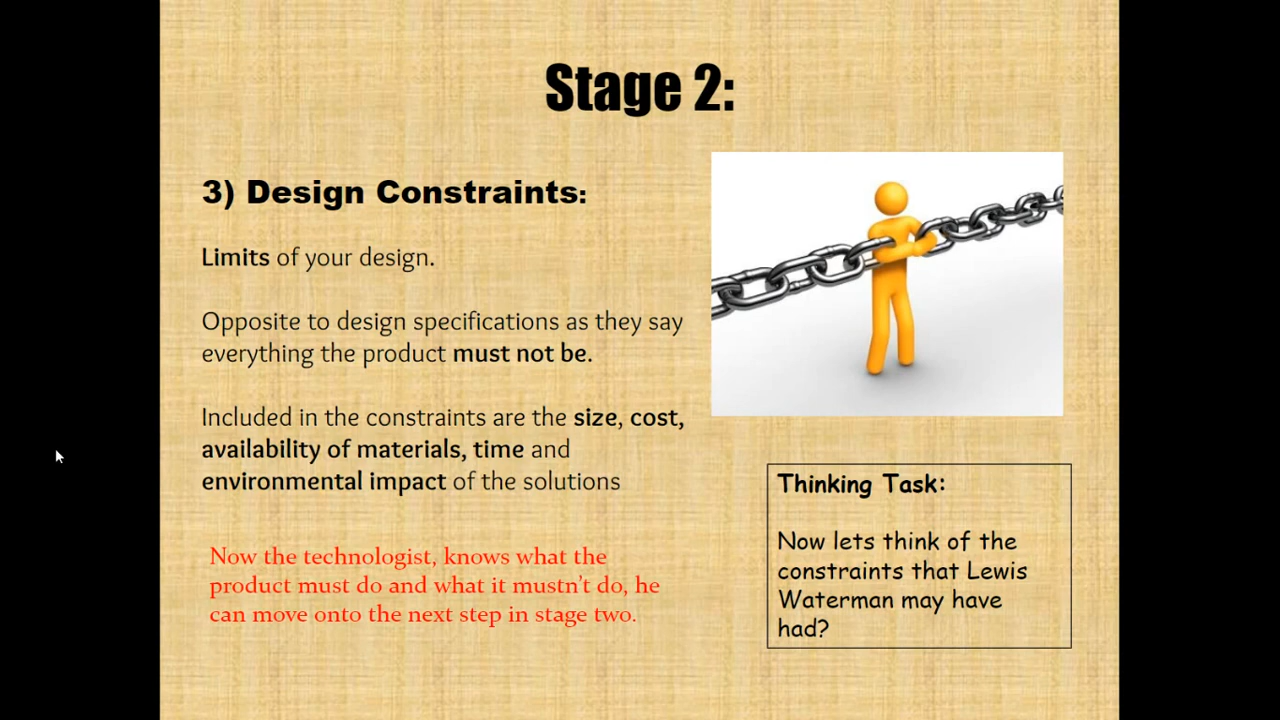 Stage 2:
3) Design Constraints:
Limits of your design.
Opposite to design specifications as they say
everything the product must not be.
Included in the constraints are the size, cost,
availability of materials, time and
environmental impact of the solutions
Now the technologist, knows what the
product must do and what it mustn't do, he
can move onto the next step in stage two.
Thinking Task:
Now lets think of the
constraints that Lewis
Waterman may have
had?